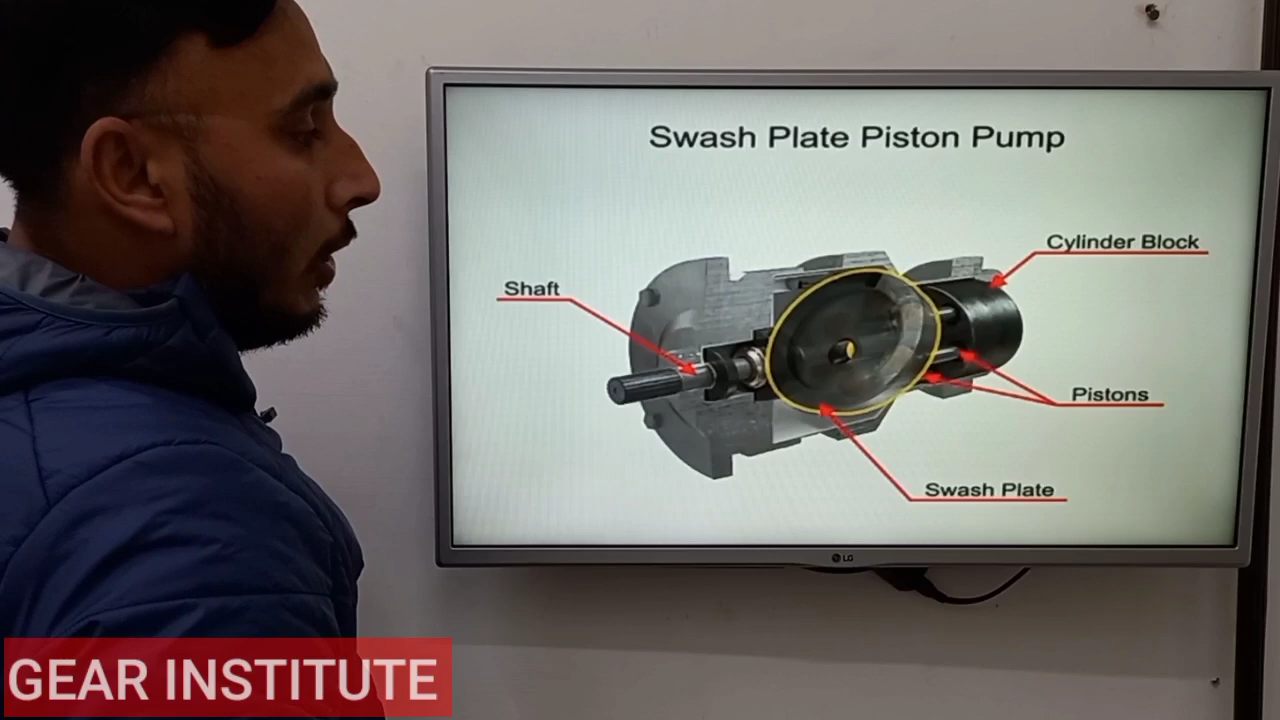 Swash Plate Piston Pump
Cylinder Block
Shaft
Pistons
Swash Plate
LG
GEAR INSTITUTE